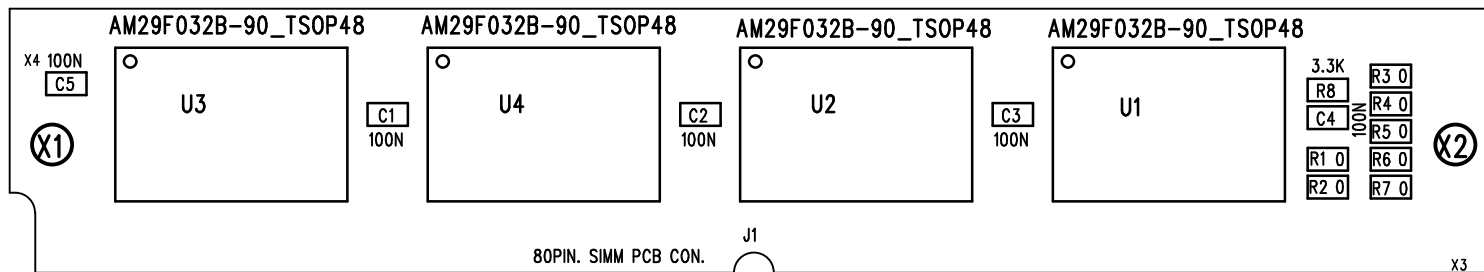 AM29F032B-90_TSOP48 AM29F032B-90_TSOP48 AM29F032B-90_TSOP48 AM29F032B-90_TSOP48
X4 100N
C5
X1
U3
C1
100N
U4
C2
100N
U2
C3
100N
U1
3.3K
R8
C4
100N
R1 0
R2 0
R3 0
R4 0
R5 0
R6 0
R7 0
X2
J1
80PIN. SIMM PCB CON.
X3